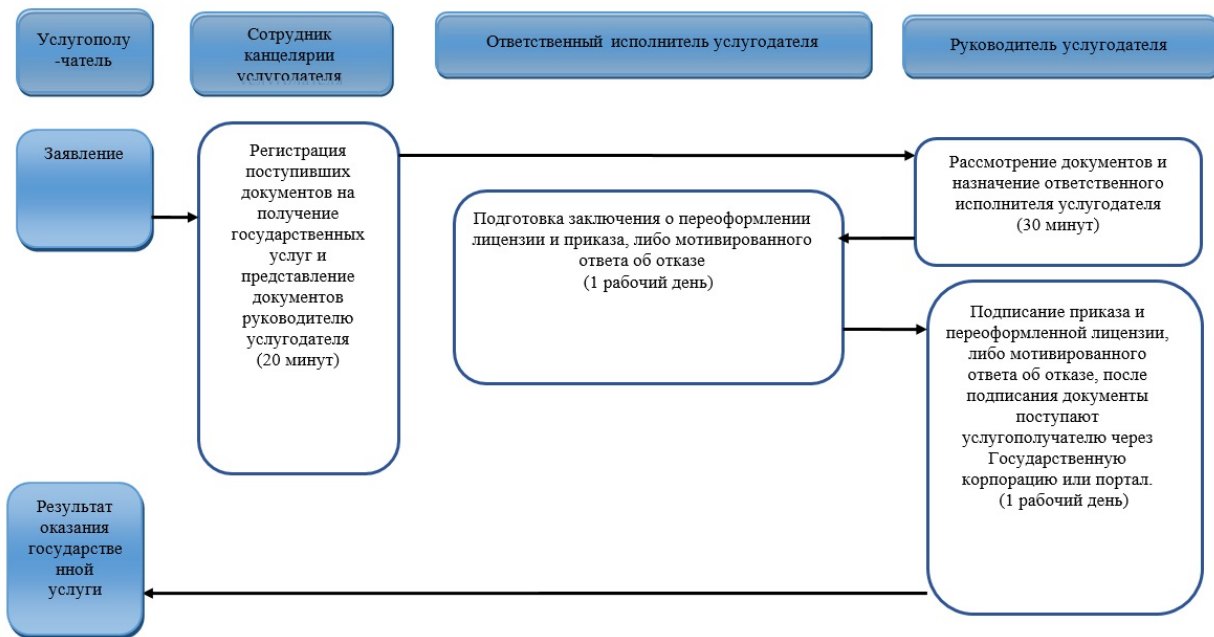 Услугополу
-чатель
Сотрудник
канцелярии
услугодателя
Ответственный исполнитель услугодателя
Руководитель услугодателя
Заявление
Регистрация
поступивших
документов на
получение
государственных
услуг и
представление
документов
руководителю
услугодателя
(20 минут)
Подготовка заключения о переоформлении
лицензии и приказа, либо мотивированного
ответа об отказе
(1 рабочий день)
Рассмотрение документов и
назначение ответственного
исполнителя услугодателя
(30 минут)
Подписание приказа и
переоформленной лицензии,
либо мотивированного
ответа об отказе, после
подписания документы
поступают
услугополучателю через
Государственную
корпорацию или портал.
(1 рабочий день)
Результат
оказания
государстве
нной
услуги